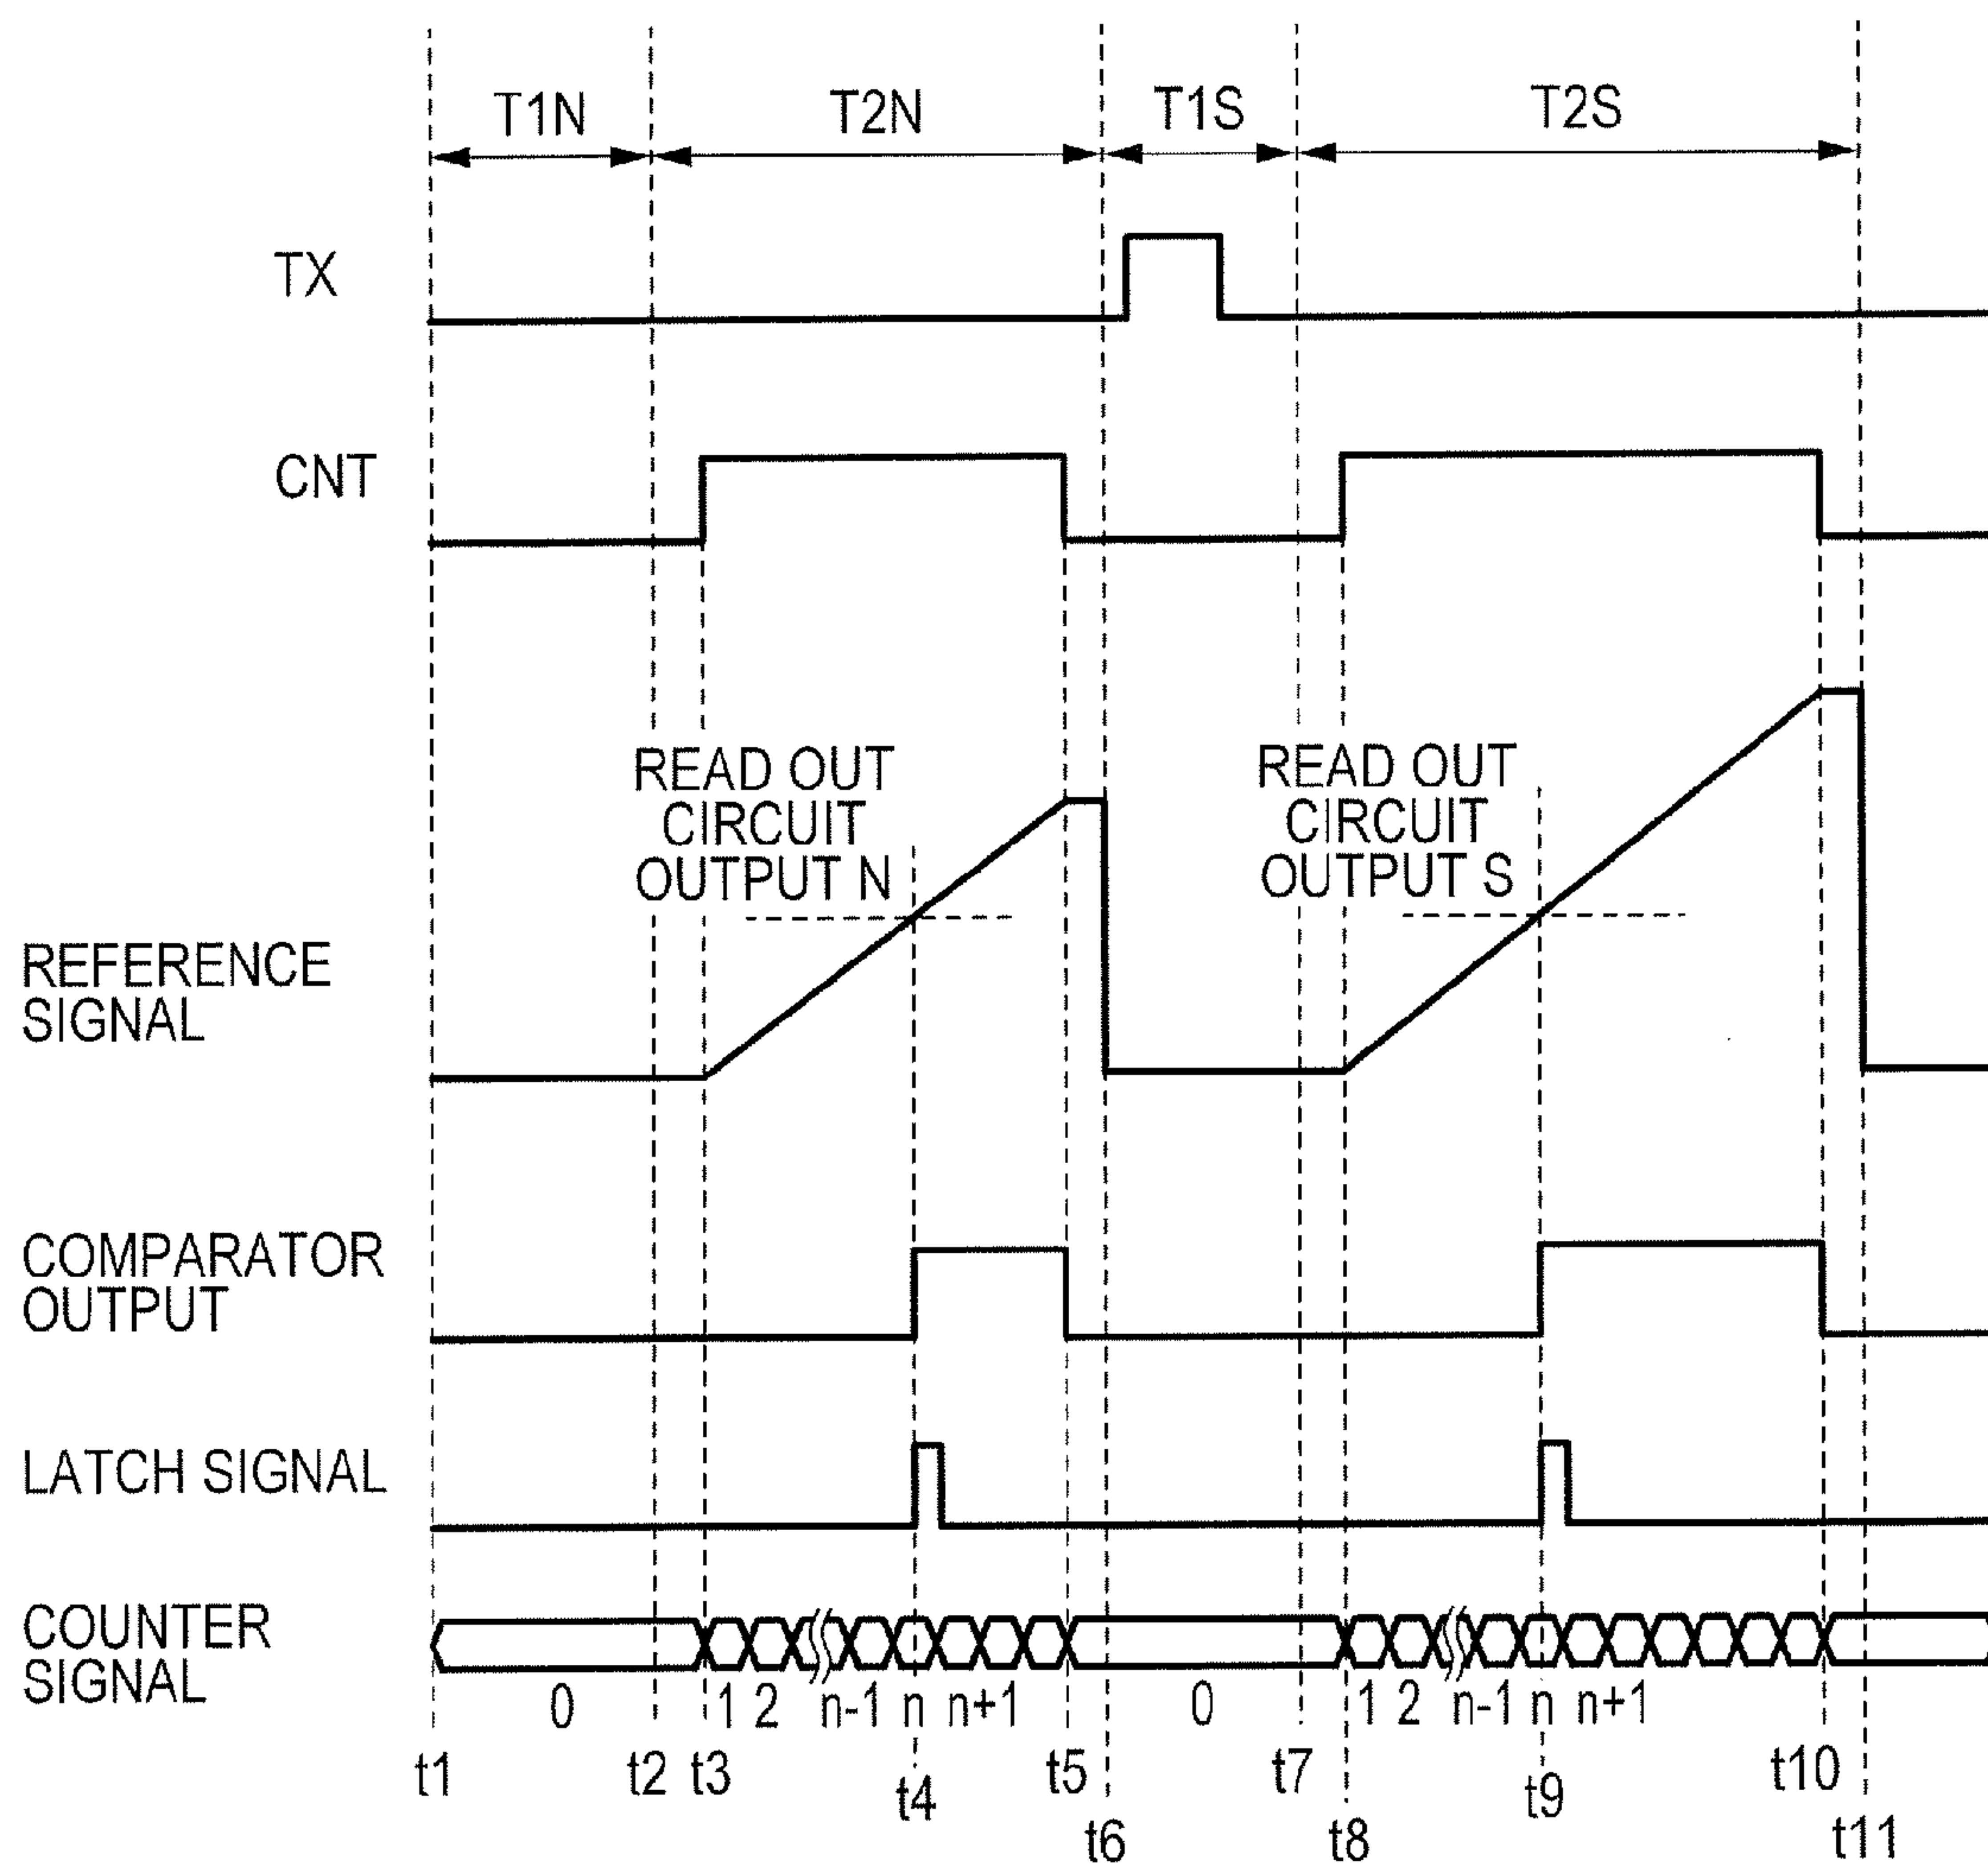 T1N T2N T1S T2S
TX
CNT
READ OUT
CIRCUIT
OUTPUT N
READ OUT
CIRCUIT
OUTPUT S
REFERENCE
SIGNAL
COMPARATOR
OUTPUT
LATCH SIGNAL
COUNTER
SIGNAL
0 1 2 n-1 n n+1 0 1 2 n-1 n n+1
t1 t2 t3 t4 t5 t6 t7 t8 t9 t10 t11